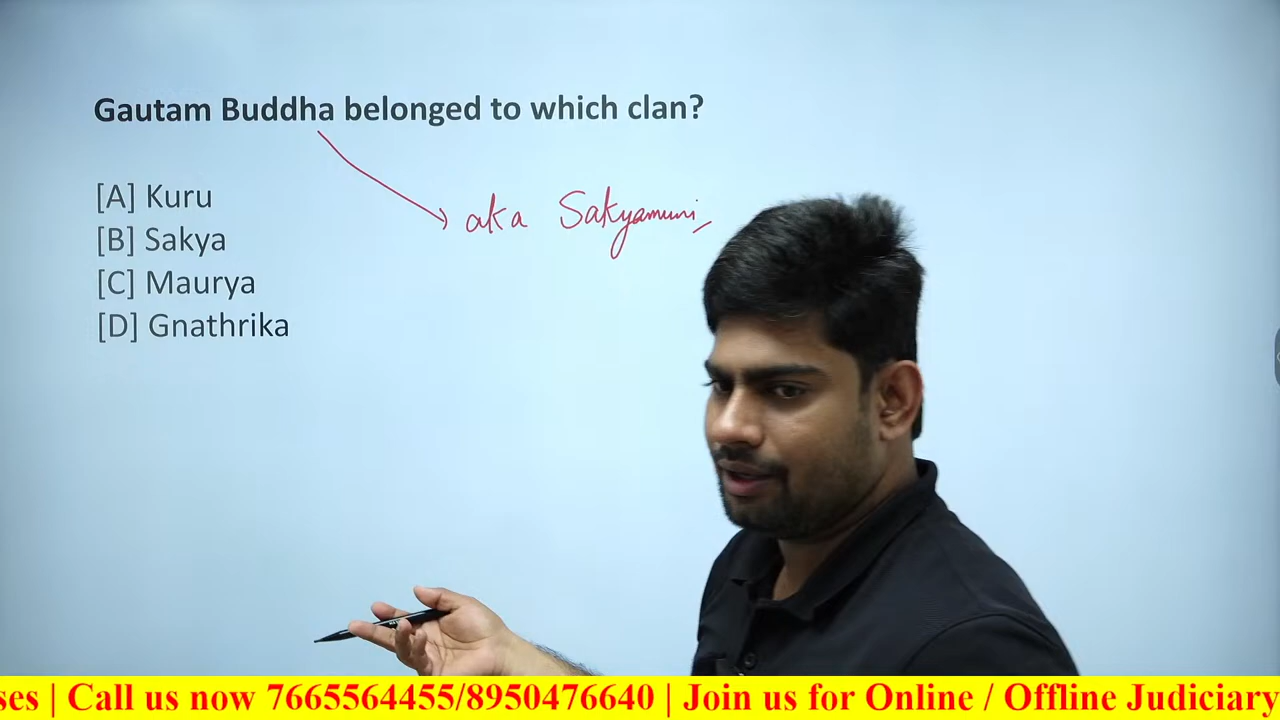 Gautam Buddha belonged to which clan?
[A] Kuru
aka Sakyamuni
[B] Sakya
[C] Maurya
[D] Gnathrika
ses | Call us now 7665564455/8950476640 | Join us for Online / Offline Judiciary